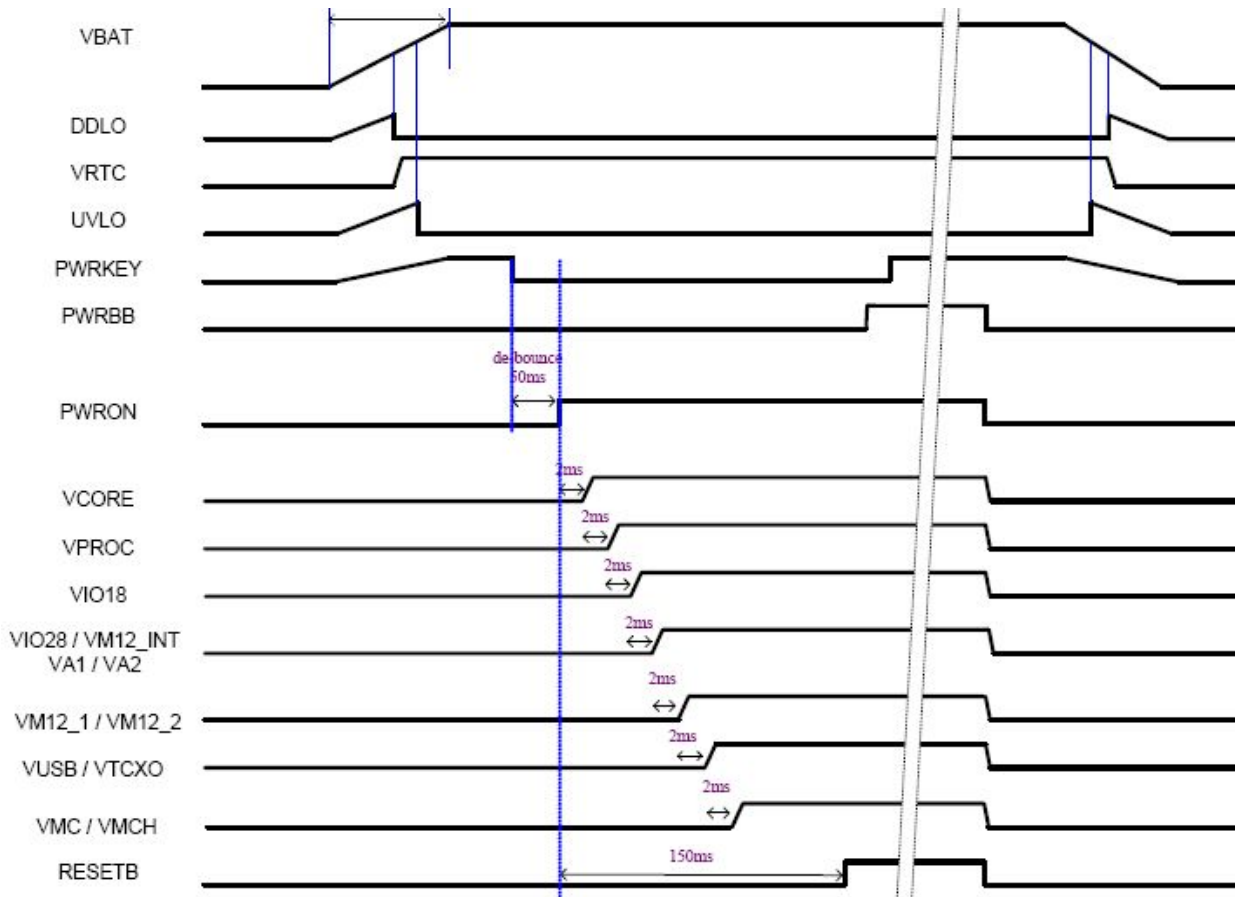 VBAT
DDLO
VRTC
UVLO
PWRKEY
PWRBB
de-bounce
50ms
PWRON
2ms
VCORE
2ms
VPROC
2ms
VIO18
2ms
VIO28 / VM12_INT
VA1 / VA2
2ms
VM12_1 / VM12_2
2ms
VUSB / VTCXO
2ms
VMC / VMCH
150ms
RESETB